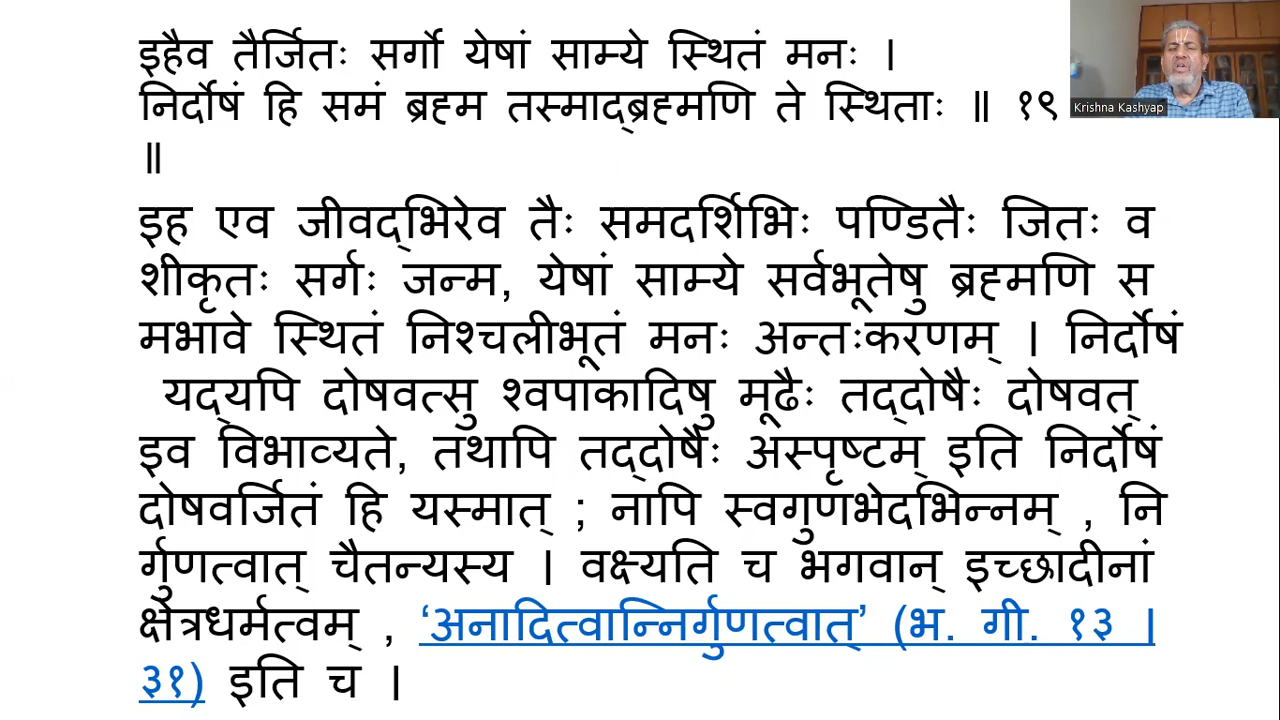 इहैव तैर्जितः सर्गो येषां साम्ये स्थितं मनः ।
निर्दोषं हि समं ब्रह्म तस्माद्ब्रह्मणि ते स्थिताः ॥ १९
॥
Krishna Kashyap
इह एव जीवद्भिरेव तैः समदर्शिभिः पण्डितैः जितः व
शीकृतः सर्गः जन्म, येषां साम्ये सर्वभूतेषु ब्रह्मणि स
मभावे स्थितं निश्चलीभूतं मनः अन्तःकरणम् । निर्दोषं
यद्यपि दोषवत्सु श्वपाकादिषु मूढैः तद्दोषैः दोषवत्
इव विभाव्यते, तथापि तद्दोषैः अस्पृष्टम् इति निर्दोषं
दोषवर्जितं हि यस्मात् ; नापि स्वगुणभेदभिन्नम् , नि
र्गुणत्वात् चैतन्यस्य । वक्ष्यति च भगवान् इच्छादीनां
क्षेत्रधर्मत्वम् , ‘अनादित्वान्निर्गुणत्वात्’ (भ. गी. १३ ।
३१) इति च ।